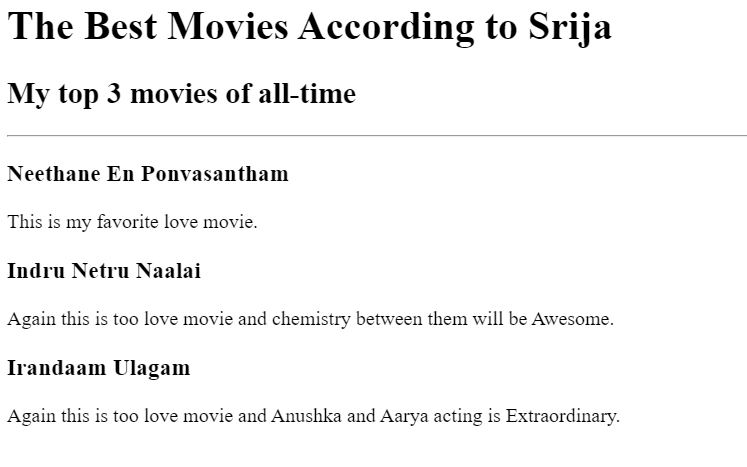 The Best Movies According to Srija
My top 3 movies of all-time
Neethane En Ponvasantham
This is my favorite love movie.
Indru Netru Naalai
Again this is too love movie and chemistry between them will be Awesome.
Irandaam Ulagam
Again this is too love movie and Anushka and Aarya acting is Extraordinary.